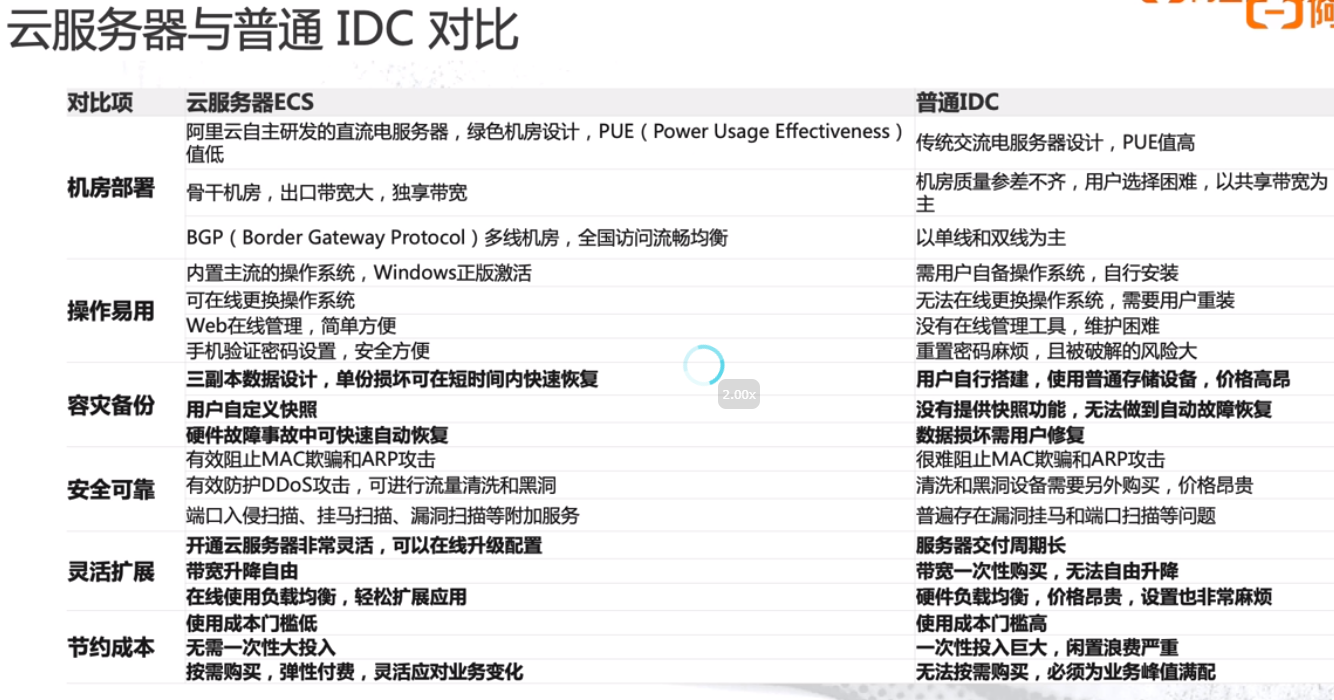 云服务器与普通 IDC 对比
对比项 云服务器ECS 普通IDC
机房部署
阿里云自主研发的直流电服务器，绿色机房设计，PUE（Power Usage Effectiveness）
值低
传统交流电服务器设计，PUE值高
骨干机房，出口带宽大，独享带宽
机房质量参差不齐，用户选择困难，以共享带宽为
主
BGP（Border Gateway Protocol）多线机房，全国访问流畅均衡 以单线和双线为主
操作易用
内置主流的操作系统，Windows正版激活 需用户自备操作系统，自行安装
可在线更换操作系统 无法在线更换操作系统，需要用户重装
Web在线管理，简单方便 没有在线管理工具，维护困难
手机验证密码设置，安全方便 重置密码麻烦，且被破解的风险大
2.00x
容灾备份
三副本数据设计，单份损坏可在短时间内快速恢复 用户自行搭建，使用普通存储设备，价格高昂
用户自定义快照 没有提供快照功能，无法做到自动故障恢复
硬件故障事故中可快速自动恢复 数据损坏需用户修复
安全可靠
有效阻止MAC欺骗和ARP攻击 很难阻止MAC欺骗和ARP攻击
有效防护DDoS攻击，可进行流量清洗和黑洞 清洗和黑洞设备需要另外购买，价格昂贵
端口入侵扫描、挂马扫描、漏洞扫描等附加服务 普遍存在漏洞挂马和端口扫描等问题
灵活扩展
开通云服务器非常灵活，可以在线升级配置 服务器交付周期长
带宽升降自由 带宽一次性购买，无法自由升降
在线使用负载均衡，轻松扩展应用 硬件负载均衡，价格昂贵，设置也非常麻烦
节约成本
使用成本门槛低 使用成本门槛高
无需一次性大投入 一次性投入巨大，闲置浪费严重
按需购买，弹性付费，灵活应对业务变化 无法按需购买，必须为业务峰值满配